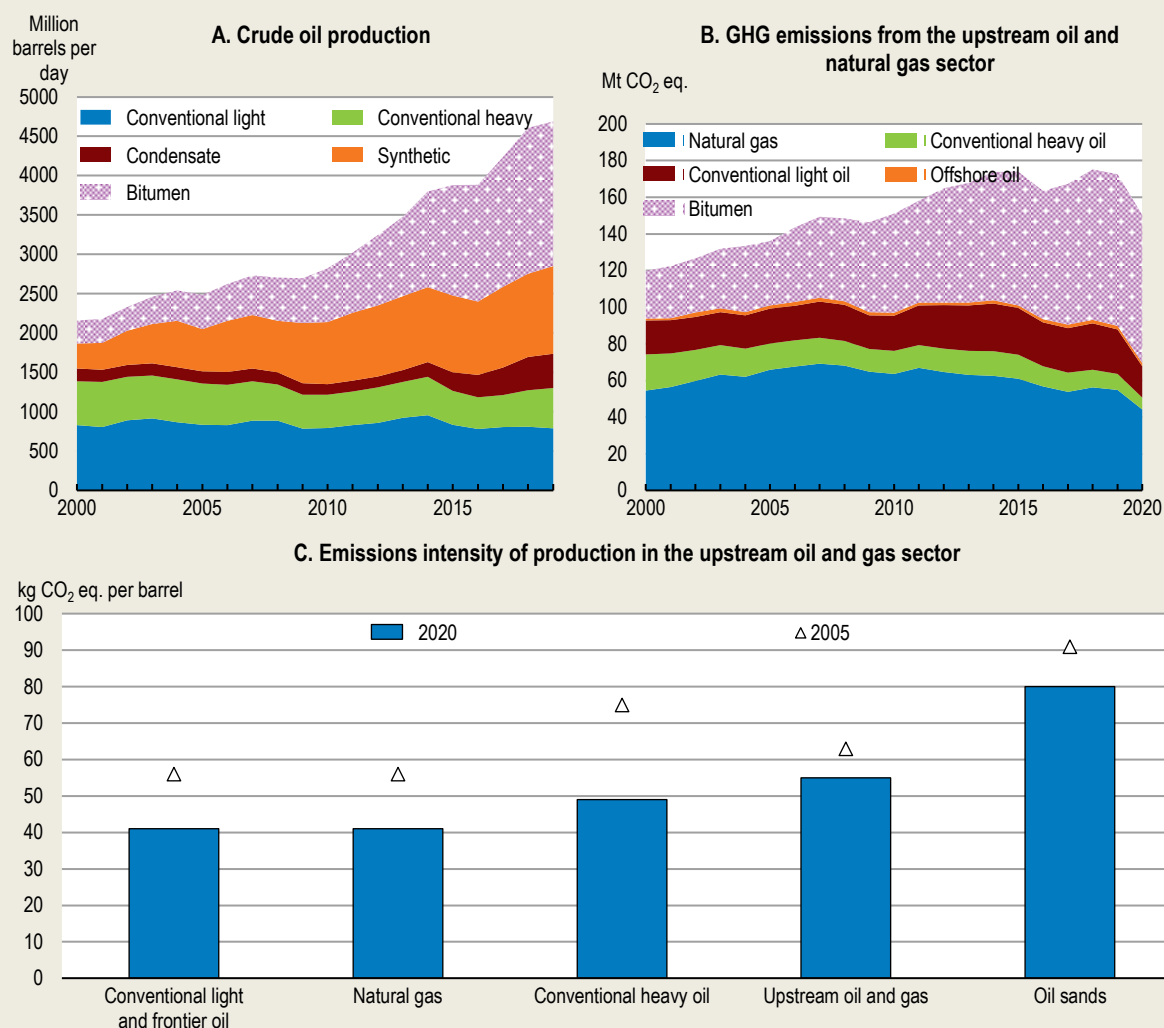 A. Crude oil production
Million
barrels per
day
5000
4500
4000
3500
3000
2500
2000
1500
1000
500
0
Conventional light
Conventional heavy
Condensate
Synthetic
Bitumen
2000
2005
2010
2015
B. GHG emissions from the upstream oil and
natural gas sector
Mt CO₂ eq.
200
180
160
140
120
100
80
60
40
20
0
Natural gas
Conventional heavy oil
Conventional light oil
Offshore oil
Bitumen
2000
2005
2010
2015
2020
C. Emissions intensity of production in the upstream oil and gas sector
kg CO₂ eq. per barrel
100
90
80
70
60
50
40
30
20
10
0
2020
2005
Conventional light
and frontier oil
Natural gas
Conventional heavy oil
Upstream oil and gas
Oil sands